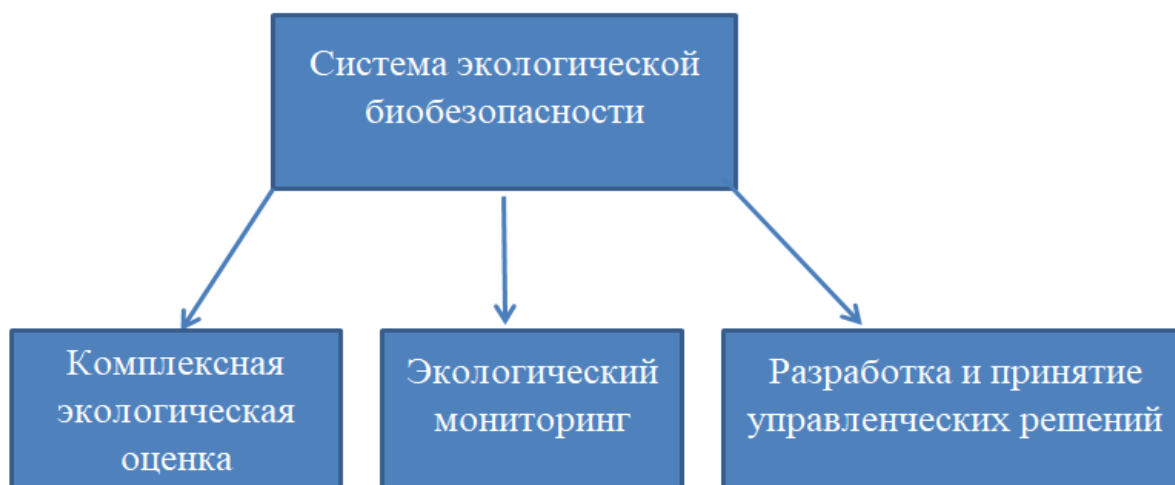 Система экологической
биобезопасности
Комплексная
экологическая
оценка
Экологический
мониторинг
Разработка и принятие
управленческих решений